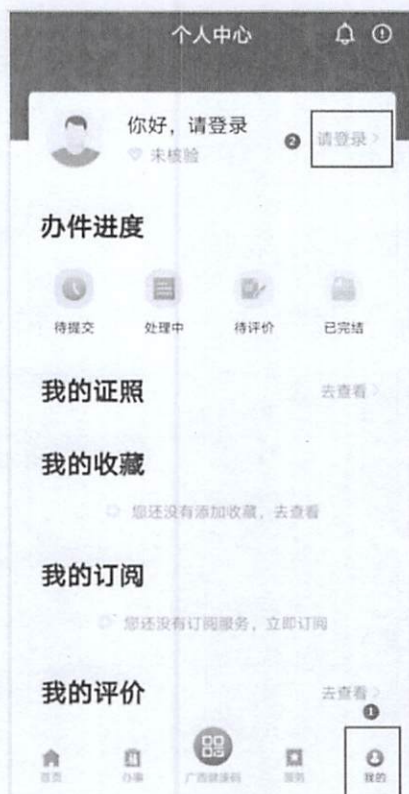 个人中心
你好，请登录
未核验
❷ 请登录 >
办件进度
待提交 处理中 待评价 已完结
我的证照 去查看 >
我的收藏
您还没有添加收藏，去查看
我的订阅
您还没有订阅服务，立即订阅
我的评价 去查看 >
❶
首页 办事 广西健康码 服务 我的